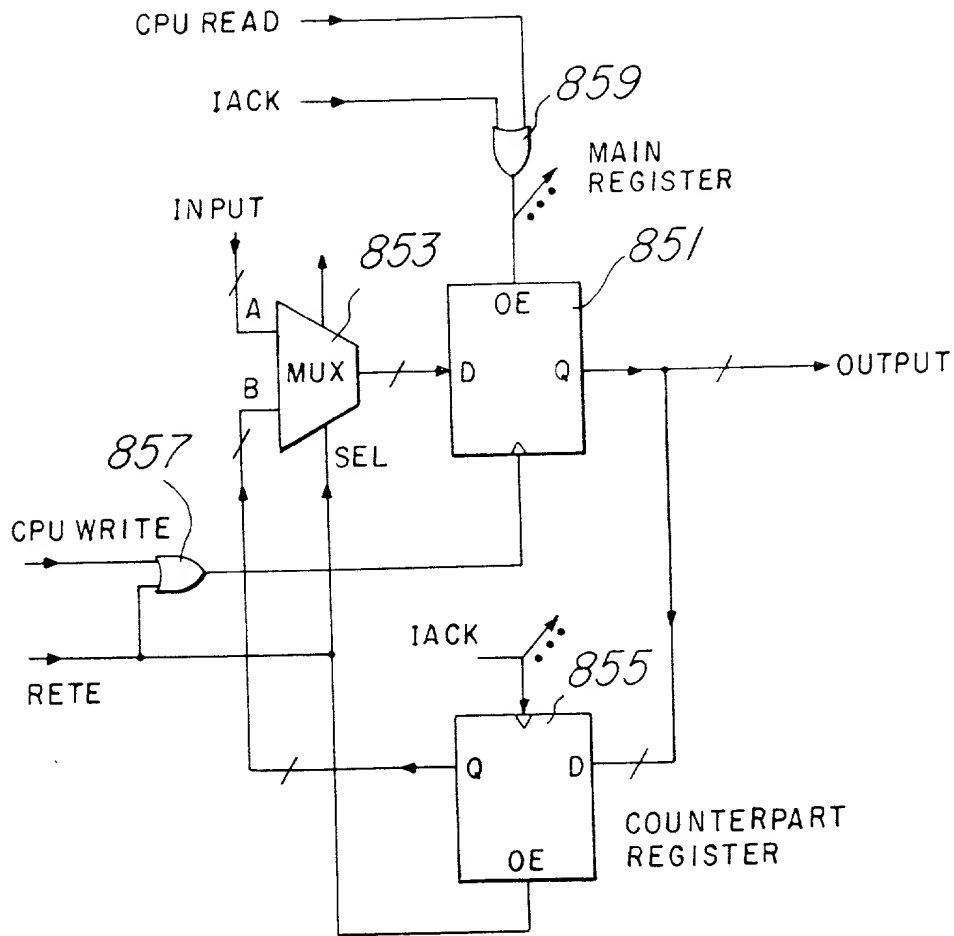 CPU READ
IACK
859
MAIN
REGISTER
INPUT
853
851
A
OE
MUX
D
Q
OUTPUT
B
SEL
857
CPU WRITE
IACK
855
RETE
Q
D
COUNTERPART
REGISTER
OE